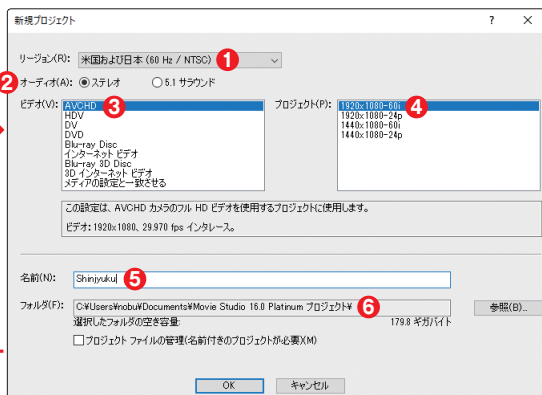 新規プロジェクト ? ×
リージョン(R): 米国および日本 (60 Hz / NTSC) 1
2 オーディオ(A): ステレオ 5.1 サラウンド
ビデオ(V): AVCHD 3 プロジェクト(P): 1920x1080-60i 4
HDV 1920x1080-24p
DV 1440x1080-60i
DVD 1440x1080-24p
Blu-ray Disc
インターネット ビデオ
Blu-ray 3D Disc
3D インターネット ビデオ
メディアの設定と一致させる
この設定は、AVCHD カメラのフル HD ビデオを使用するプロジェクトに使用します。
ビデオ: 1920x1080、29.970 fps インタレース。
名前(N): Shinjyuku 5
フォルダ(F): C:¥Users¥nobu¥Documents¥Movie Studio 16.0 Platinum プロジェクト¥ 6 参照(B)...
選択したフォルダの空き容量: 179.8 ギガバイト
プロジェクト ファイルの管理(名前付きのプロジェクトが必要)(M)
OK キャンセル